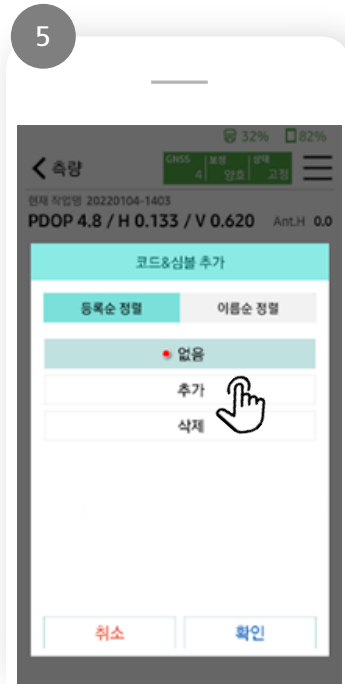 5
32% 82%
측량 GNSS 4 보정 양호 상태 고정
현재 작업명 20220104-1403
PDOP 4.8 / H 0.133 / V 0.620 Ant.H 0.0
코드&심볼 추가
등록순 정렬 이름순 정렬
없음
추가
삭제
취소 확인